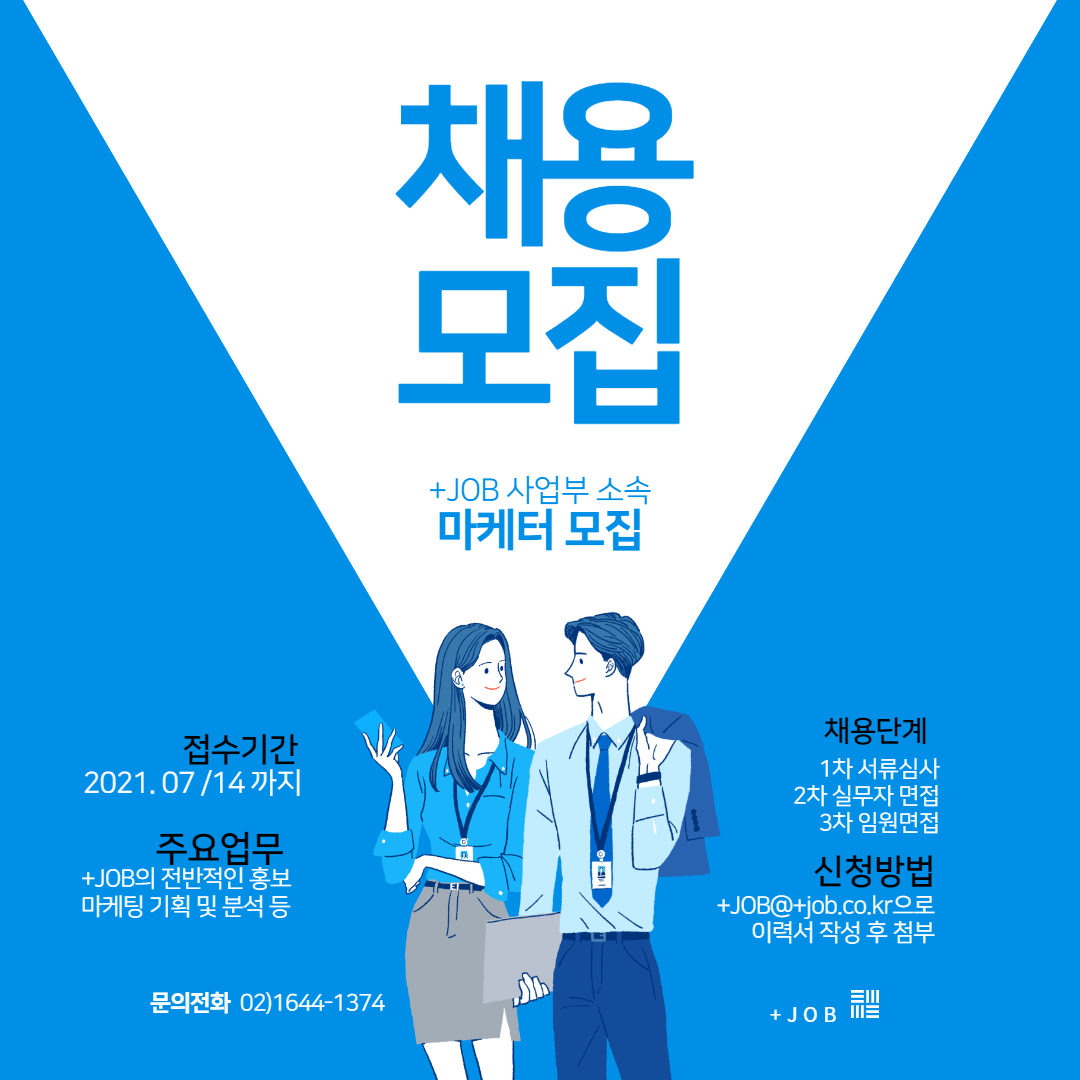 채용
모집
+JOB 사업부 소속
마케터 모집
접수기간
2021. 07 /14 까지
주요업무
+JOB의 전반적인 홍보
마케팅 기획 및 분석 등
문의전화 02)1644-1374
채용단계
1차 서류심사
2차 실무자 면접
3차 임원면접
신청방법
+JOB@+job.co.kr으로
이력서 작성 후 첨부
+JOB